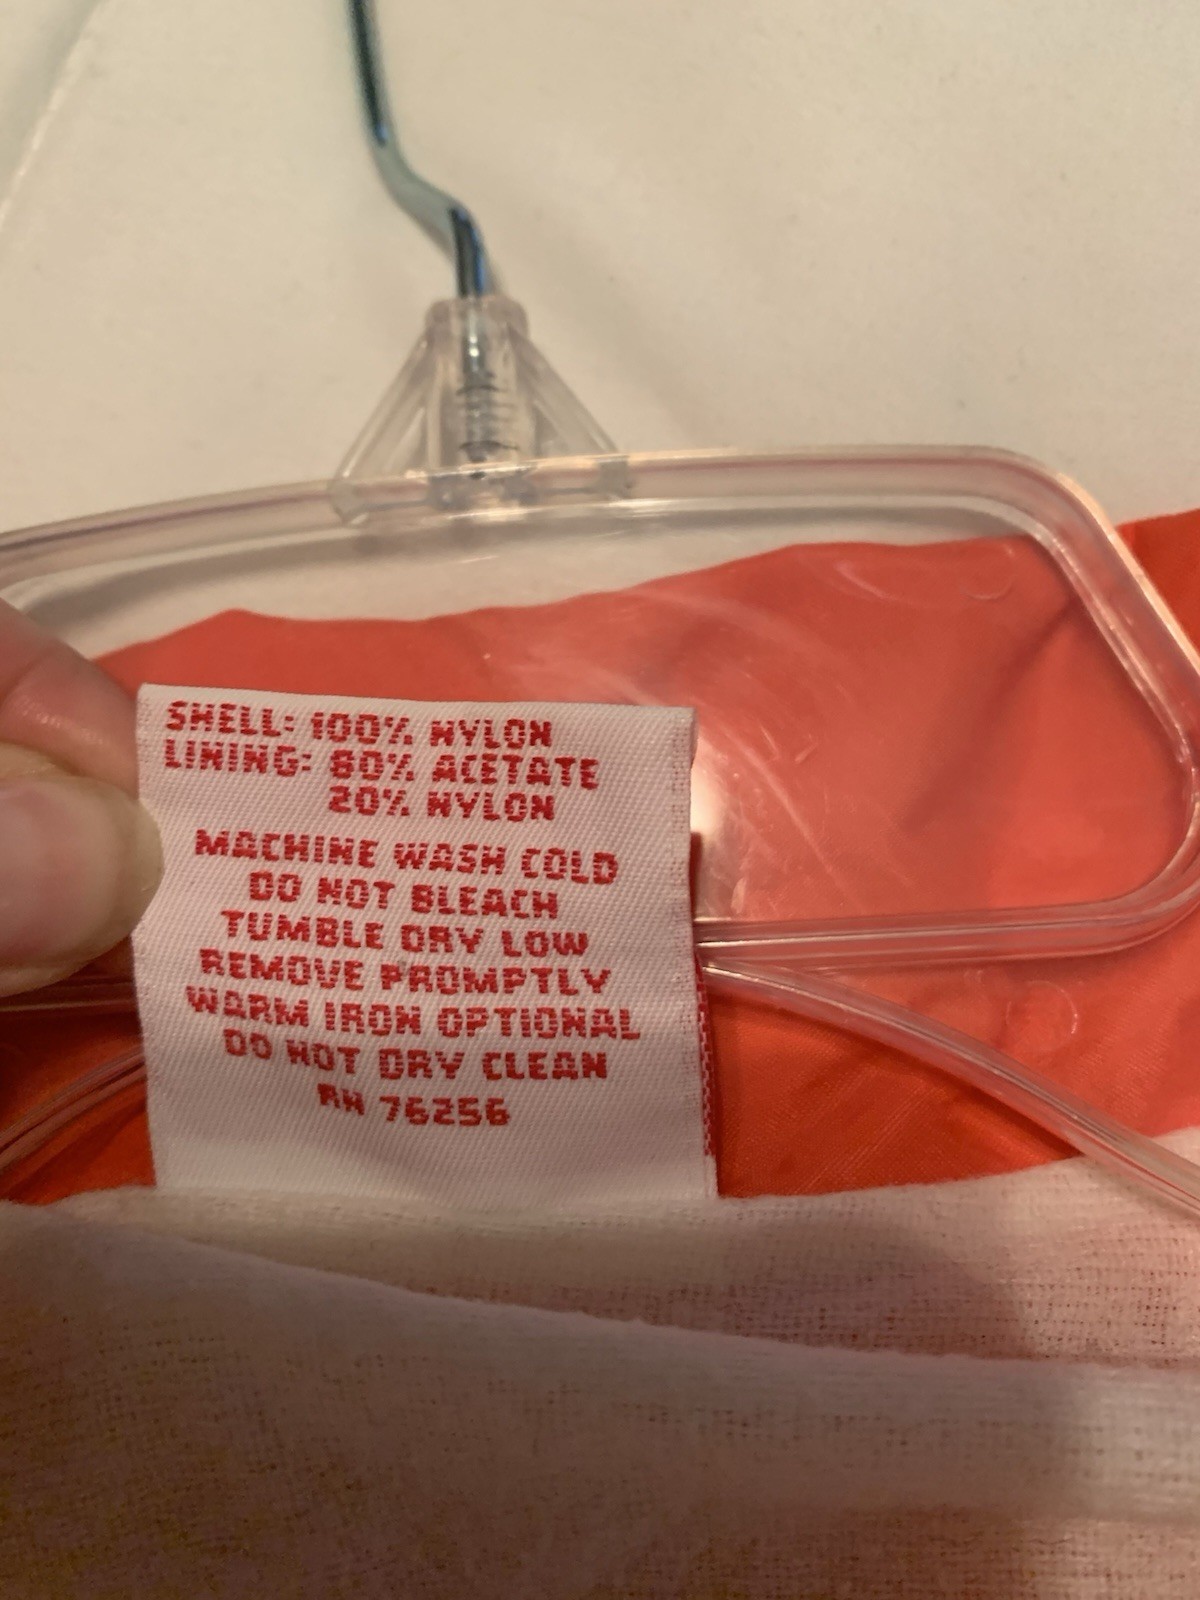 SHELL: 100% NYLON
LINING: 80% ACETATE
20% NYLON
MACHINE WASH COLD
DO NOT BLEACH
TUMBLE DRY LOW
REMOVE PROMPTLY
WARM IRON OPTIONAL
DO NOT DRY CLEAN
RN 76256